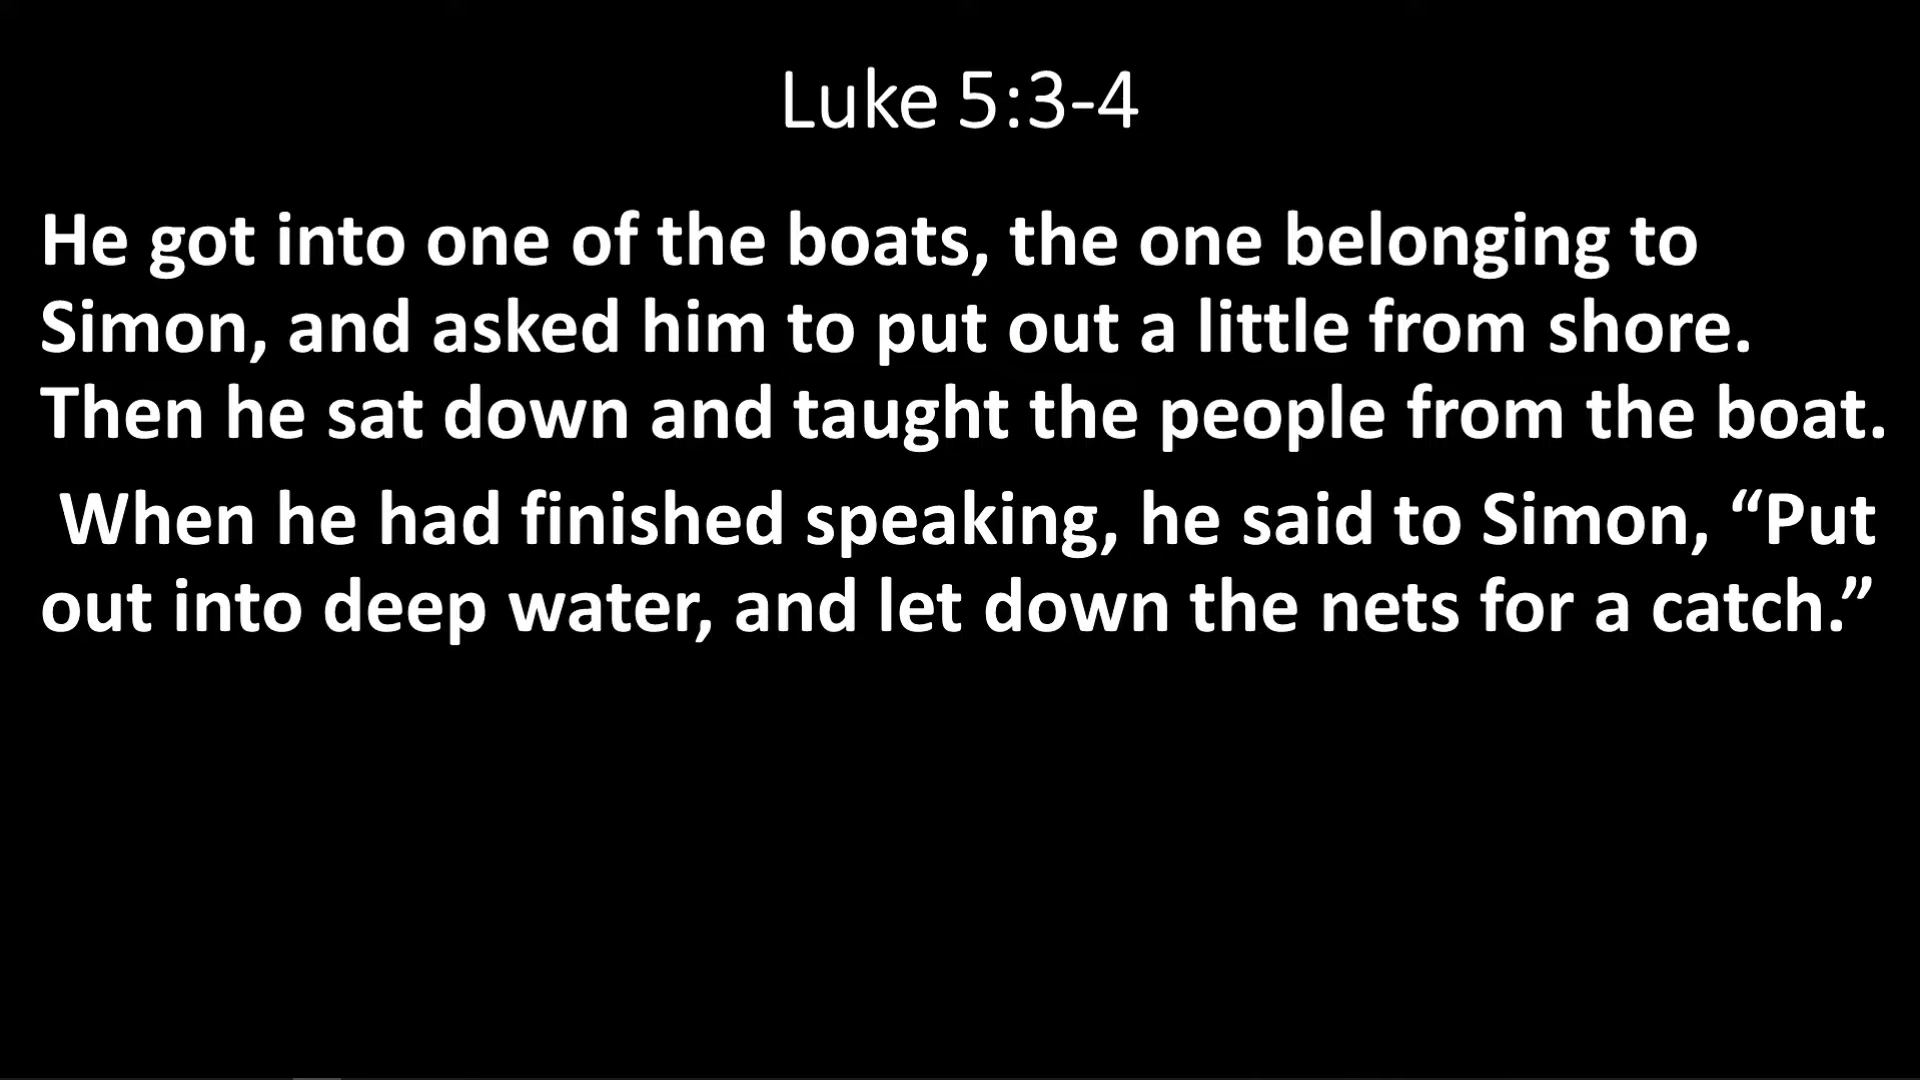 Luke 5:3-4
He got into one of the boats, the one belonging to
Simon, and asked him to put out a little from shore.
Then he sat down and taught the people from the boat.
When he had finished speaking, he said to Simon, “Put
out into deep water, and let down the nets for a catch.”